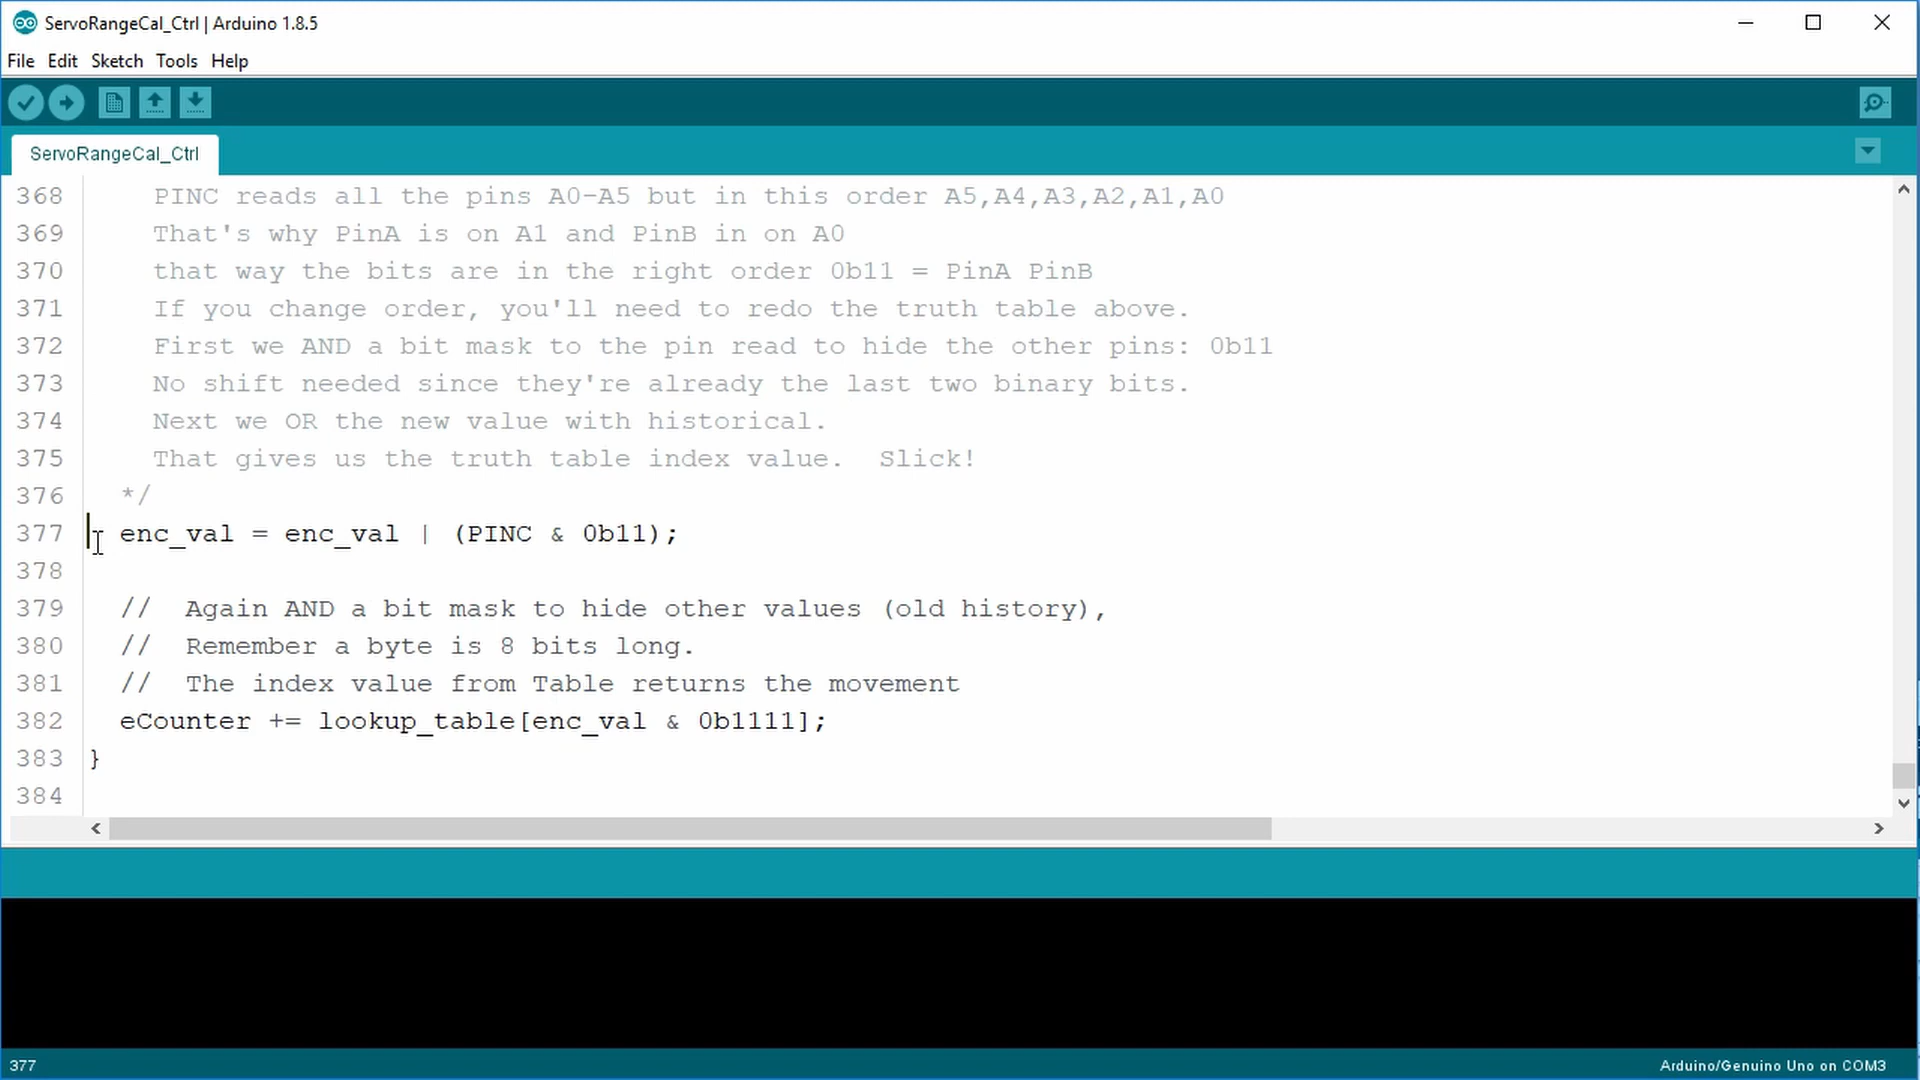 ServoRangeCal_Ctrl | Arduino 1.8.5
File Edit Sketch Tools Help
ServoRangeCal_Ctrl
368 PINC reads all the pins A0-A5 but in this order A5,A4,A3,A2,A1,A0
369 That's why PinA is on A1 and PinB in on A0
370 that way the bits are in the right order 0b11 = PinA PinB
371 If you change order, you'll need to redo the truth table above.
372 First we AND a bit mask to the pin read to hide the other pins: 0b11
373 No shift needed since they're already the last two binary bits.
374 Next we OR the new value with historical.
375 That gives us the truth table index value.  Slick!
376 */
377 enc_val = enc_val | (PINC & 0b11);
378
379 //  Again AND a bit mask to hide other values (old history),
380 //  Remember a byte is 8 bits long.
381 //  The index value from Table returns the movement
382 eCounter += lookup_table[enc_val & 0b1111];
383 }
384
377 Arduino/Genuino Uno on COM3